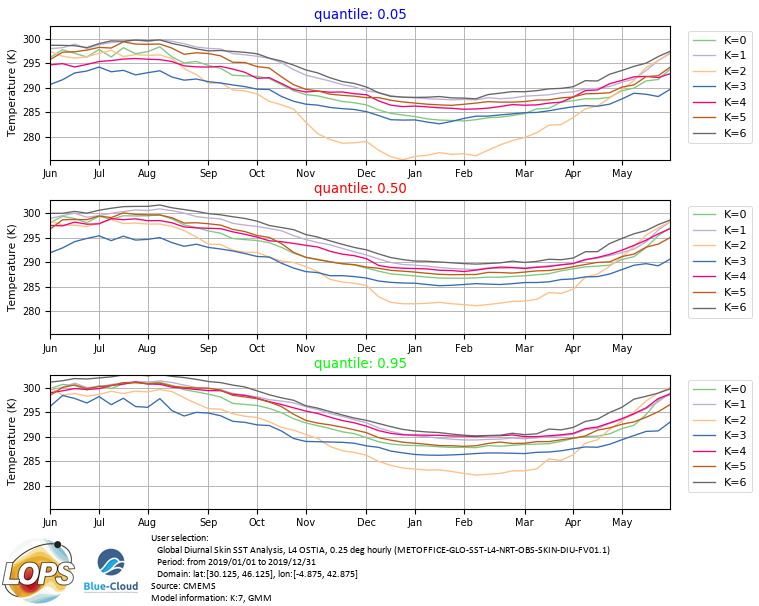 quantile: 0.05
Temperature (K)
300
295
290
285
280
Jun Jul Aug Sep Oct Nov Dec Jan Feb Mar Apr May
K=0
K=1
K=2
K=3
K=4
K=5
K=6
quantile: 0.50
Temperature (K)
300
295
290
285
280
Jun Jul Aug Sep Oct Nov Dec Jan Feb Mar Apr May
K=0
K=1
K=2
K=3
K=4
K=5
K=6
quantile: 0.95
Temperature (K)
300
295
290
285
280
Jun Jul Aug Sep Oct Nov Dec Jan Feb Mar Apr May
K=0
K=1
K=2
K=3
K=4
K=5
K=6
LOPS
Blue-Cloud
User selection:
Global Diurnal Skin SST Analysis, L4 OSTIA, 0.25 deg hourly (METOFFICE-GLO-SST-L4-NRT-OBS-SKIN-DIU-FV01.1)
Period: from 2019/01/01 to 2019/12/31
Domain: lat:[30.125, 46.125], lon:[-4.875, 42.875]
Source: CMEMS
Model information: K:7, GMM